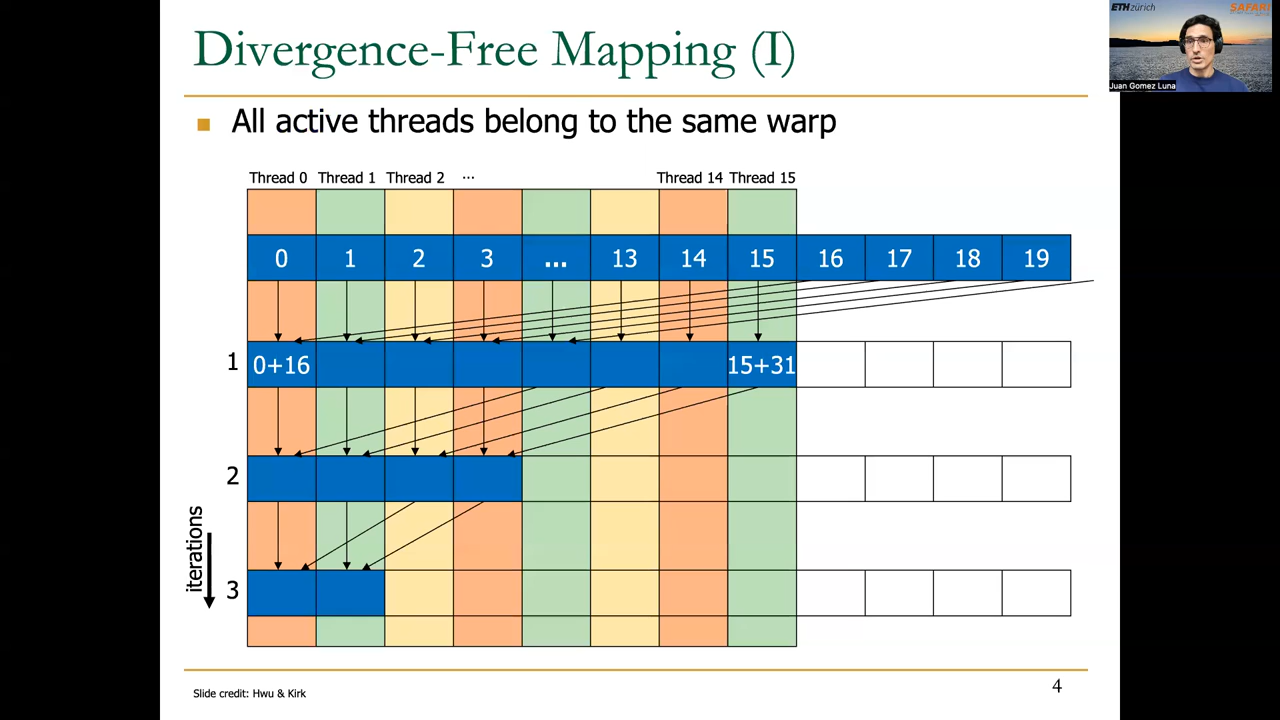 Divergence-Free Mapping (I)
ETHzürich
SAFARI
Juan Gomez Luna
All active threads belong to the same warp
Thread 0 Thread 1 Thread 2 ... Thread 14 Thread 15
0 1 2 3 ... 13 14 15 16 17 18 19
1 0+16 15+31
2
iterations
3
Slide credit: Hwu & Kirk
4